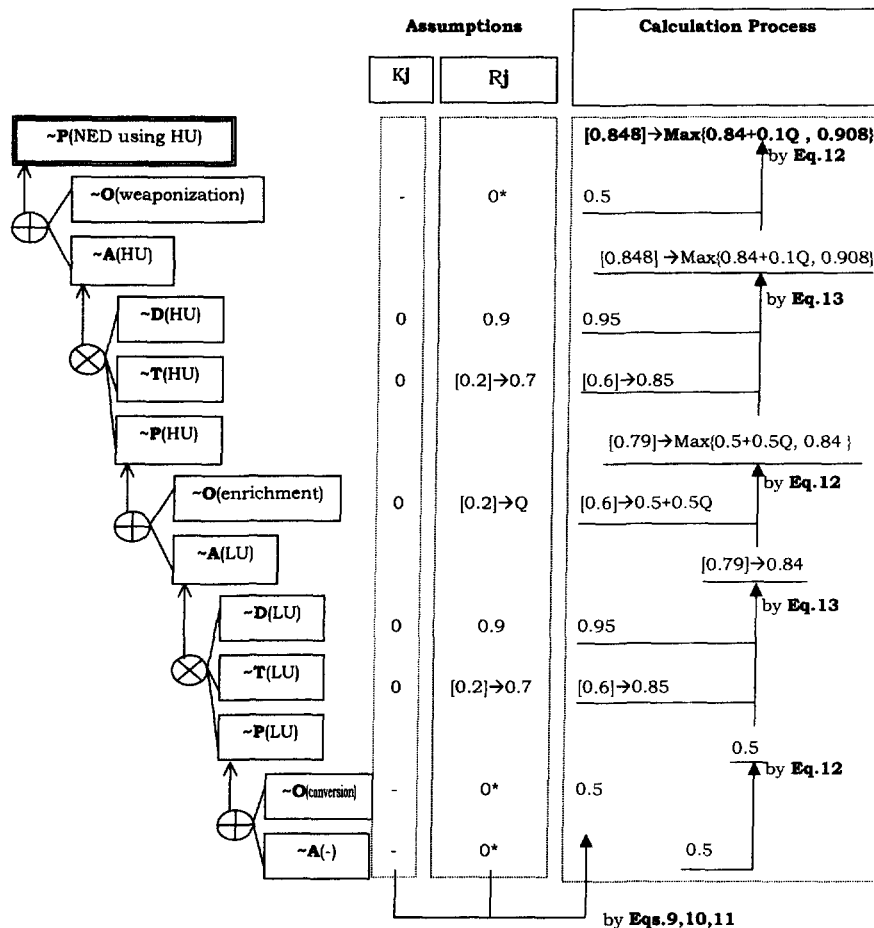 Assumptions
Calculation Process
Kj
Rj
~P(NED using HU)
[0.848]→Max{0.84+0.1Q , 0.908}
by Eq.12
~O(weaponization)
-
0*
0.5
~A(HU)
[0.848]→Max{0.84+0.1Q, 0.908}
by Eq.13
~D(HU)
0
0.9
0.95
~T(HU)
0
[0.2]→0.7
[0.6]→0.85
~P(HU)
[0.79]→Max{0.5+0.5Q, 0.84 }
by Eq.12
~O(enrichment)
0
[0.2]→Q
[0.6]→0.5+0.5Q
~A(LU)
[0.79]→0.84
by Eq.13
~D(LU)
0
0.9
0.95
~T(LU)
0
[0.2}→0.7
[0.6]→0.85
~P(LU)
0.5
by Eq.12
~O(conversion)
-
0*
0.5
~A(-)
-
0*
0.5
by Eqs.9,10,11